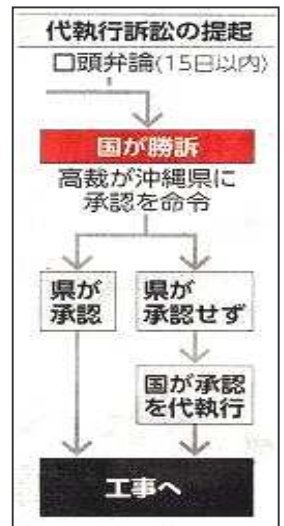 代執行訴訟の提起
口頭弁論(15日以内)
国が勝訴
高裁が沖縄県に
承認を命令
県が
承認
県が
承認せず
国が承認
を代執行
工事へ